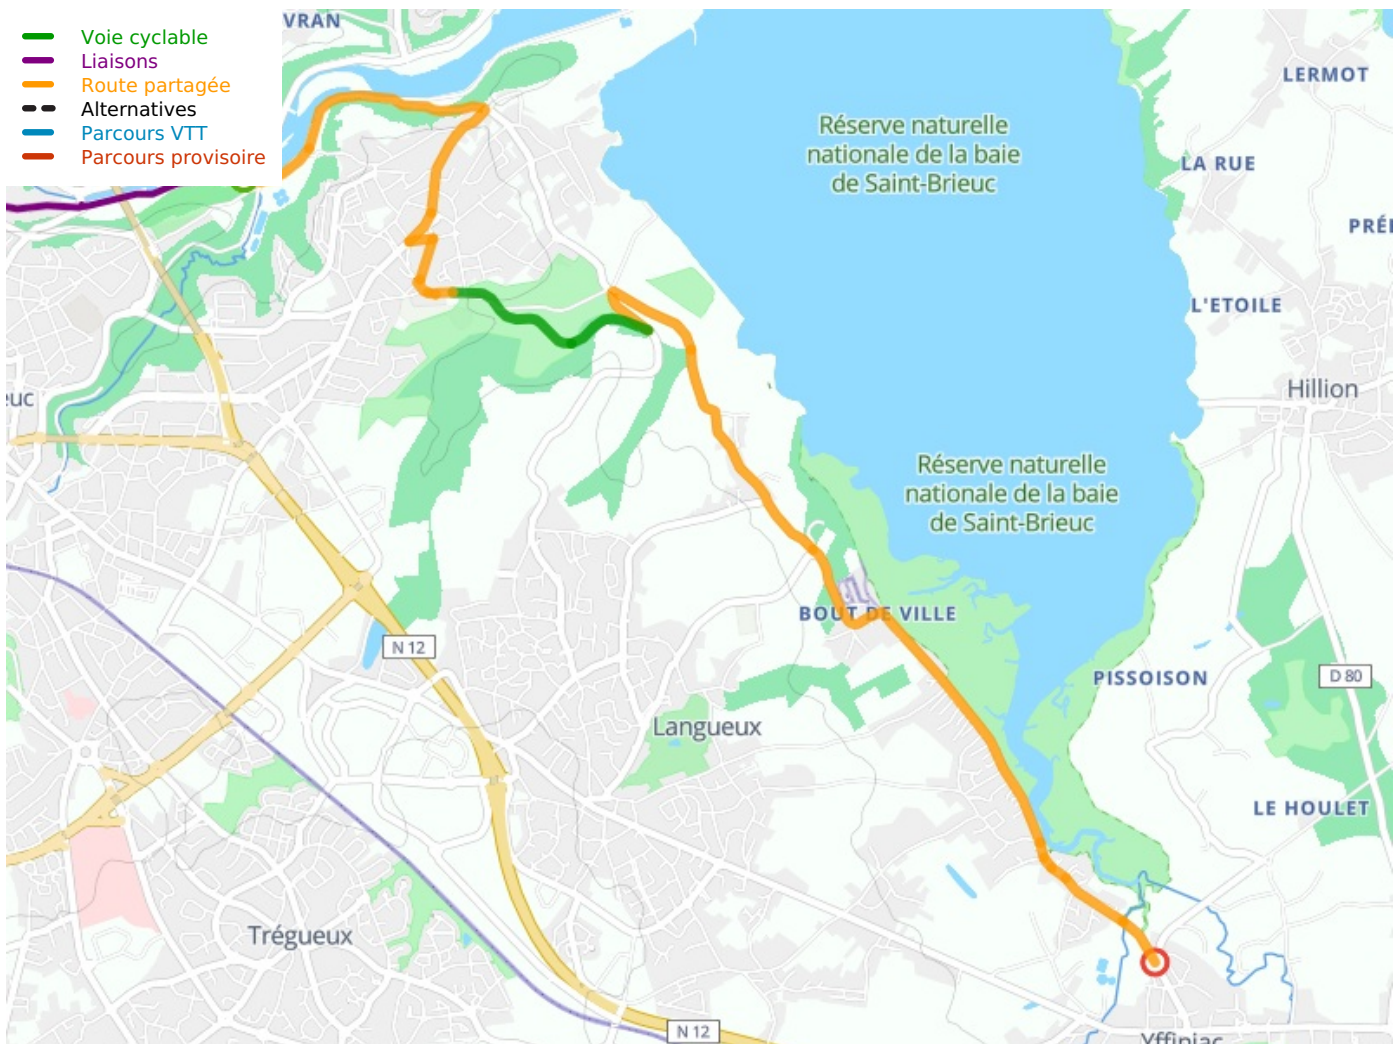 VRAN
Voie cyclable
Liaisons
Route partagée
Alternatives
Parcours VTT
Parcours provisoire
LERMOT
Réserve naturelle
nationale de la baie
de Saint-Brieuc
LA RUE
L'ETOILE
Hillion
Réserve naturelle
nationale de la baie
de Saint-Brieuc
BOUT DE VILLE
N 12
PISSOISON
D 80
Langueux
LE HOULET
Trégueux
N 12
Yffiniac